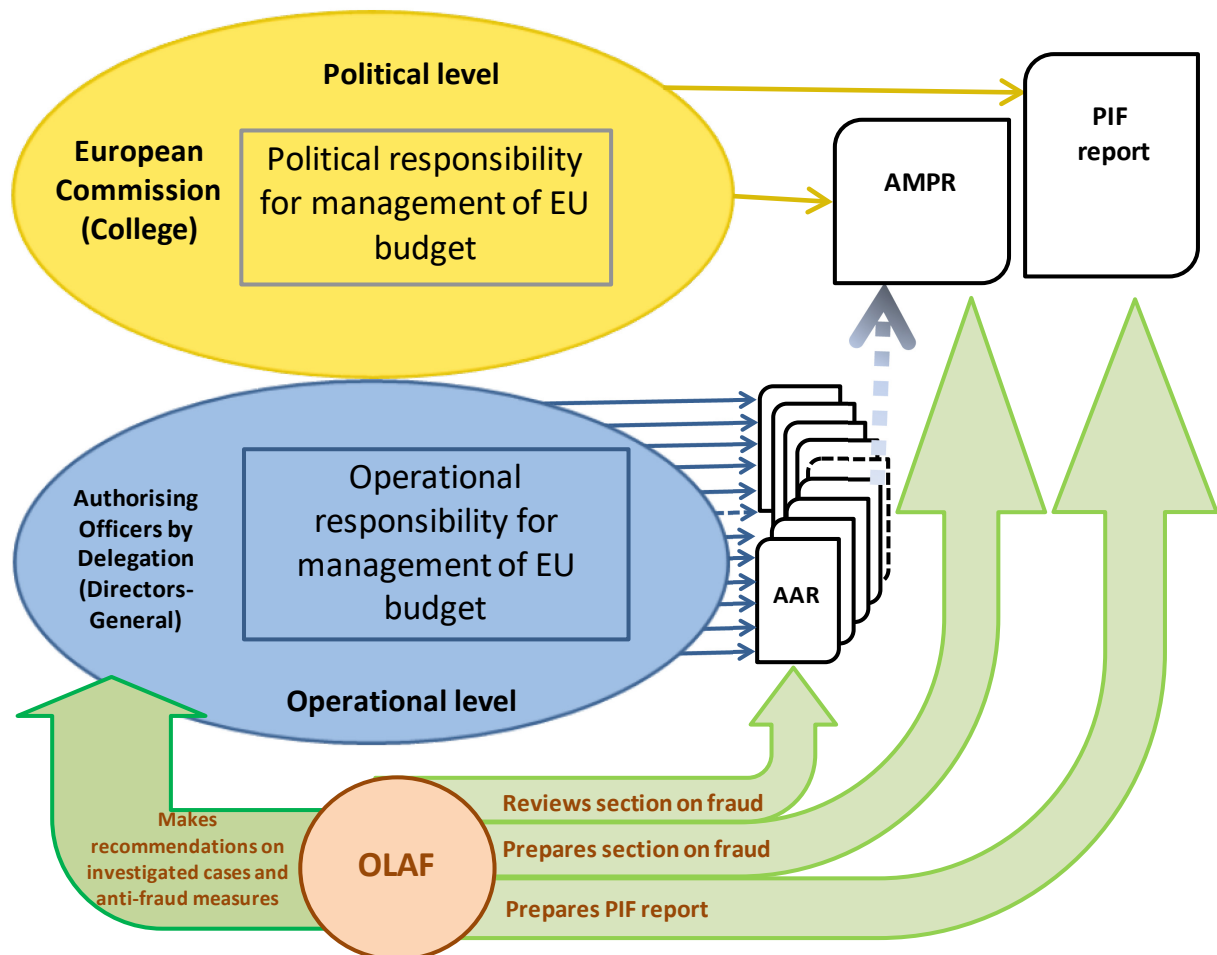 Political level
European
Commission
(College)
Political responsibility
for management of EU
budget
AMPR
PIF
report
Authorising
Officers by
Delegation
(Directors-
General)
Operational
responsibility for
management of EU
budget
Operational level
AAR
Makes
recommendations on
investigated cases and
anti-fraud measures
OLAF
Reviews section on fraud
Prepares section on fraud
Prepares PIF report